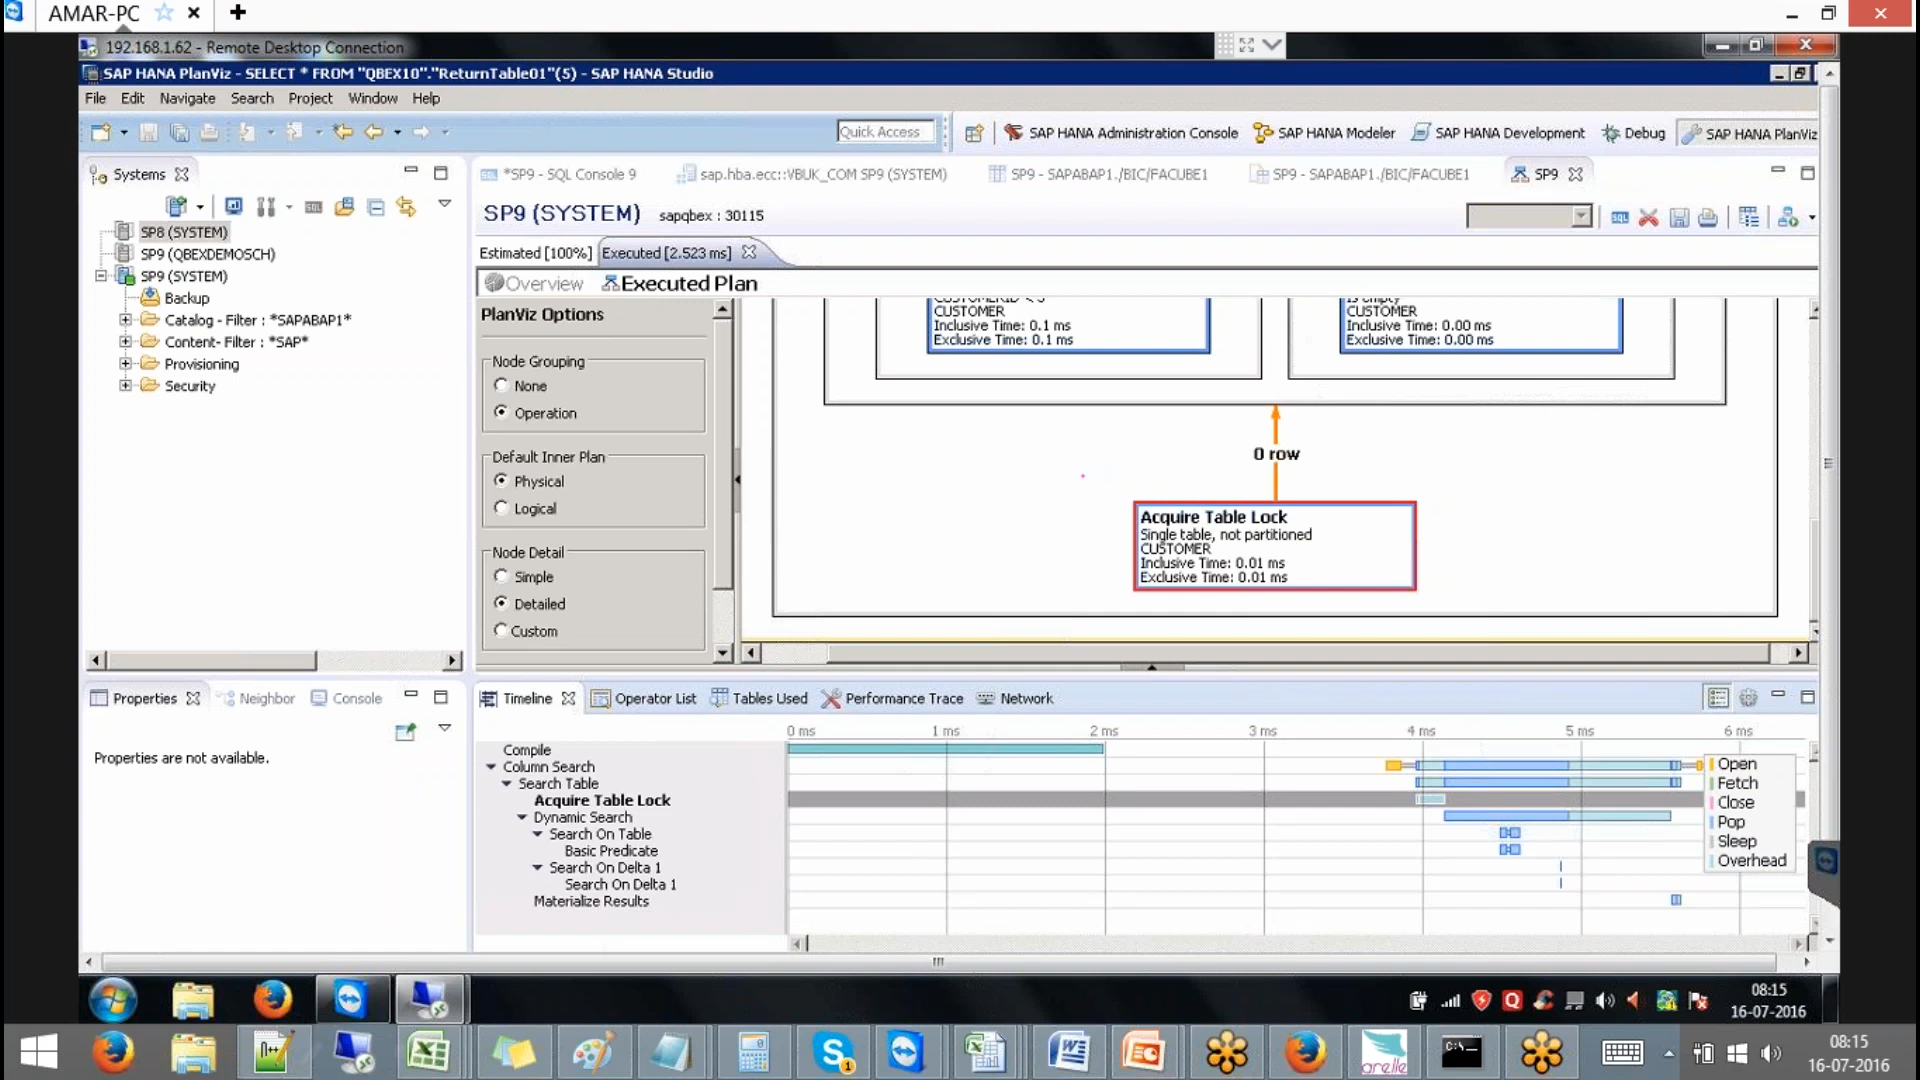 AMAR-PC
192.168.1.62 - Remote Desktop Connection
SAP HANA PlanViz - SELECT * FROM "QBEX10"."ReturnTable01"(5) - SAP HANA Studio
File Edit Navigate Search Project Window Help
Quick Access
SAP HANA Administration Console
SAP HANA Modeler
SAP HANA Development
Debug
SAP HANA PlanViz
Systems
SP8 (SYSTEM)
SP9 (QBEXDEMOSCH)
SP9 (SYSTEM)
Backup
Catalog - Filter : *SAPABAP1*
Content- Filter : *SAP*
Provisioning
Security
*SP9 - SQL Console 9
sap.hba.ecc::VBUK_COM SP9 (SYSTEM)
SP9 - SAPABAP1./BIC/FACUBE1
SP9 - SAPABAP1./BIC/FACUBE1
SP9
SP9 (SYSTEM) sapqbex : 30115
SQL
Estimated [100%]
Executed [2.523 ms]
Overview
Executed Plan
PlanViz Options
Node Grouping
None
Operation
Default Inner Plan
Physical
Logical
Node Detail
Simple
Detailed
Custom
CUSTOMER
Inclusive Time: 0.1 ms
Exclusive Time: 0.1 ms
is empty
CUSTOMER
Inclusive Time: 0.00 ms
Exclusive Time: 0.00 ms
0 row
Acquire Table Lock
Single table, not partitioned
CUSTOMER
Inclusive Time: 0.01 ms
Exclusive Time: 0.01 ms
Properties
Neighbor
Console
Properties are not available.
Timeline
Operator List
Tables Used
Performance Trace
Network
0 ms 1 ms 2 ms 3 ms 4 ms 5 ms 6 ms
Compile
Column Search
Search Table
Acquire Table Lock
Dynamic Search
Search On Table
Basic Predicate
Search On Delta 1
Search On Delta 1
Materialize Results
Open
Fetch
Close
Pop
Sleep
Overhead
08:15
16-07-2016
08:15
16-07-2016